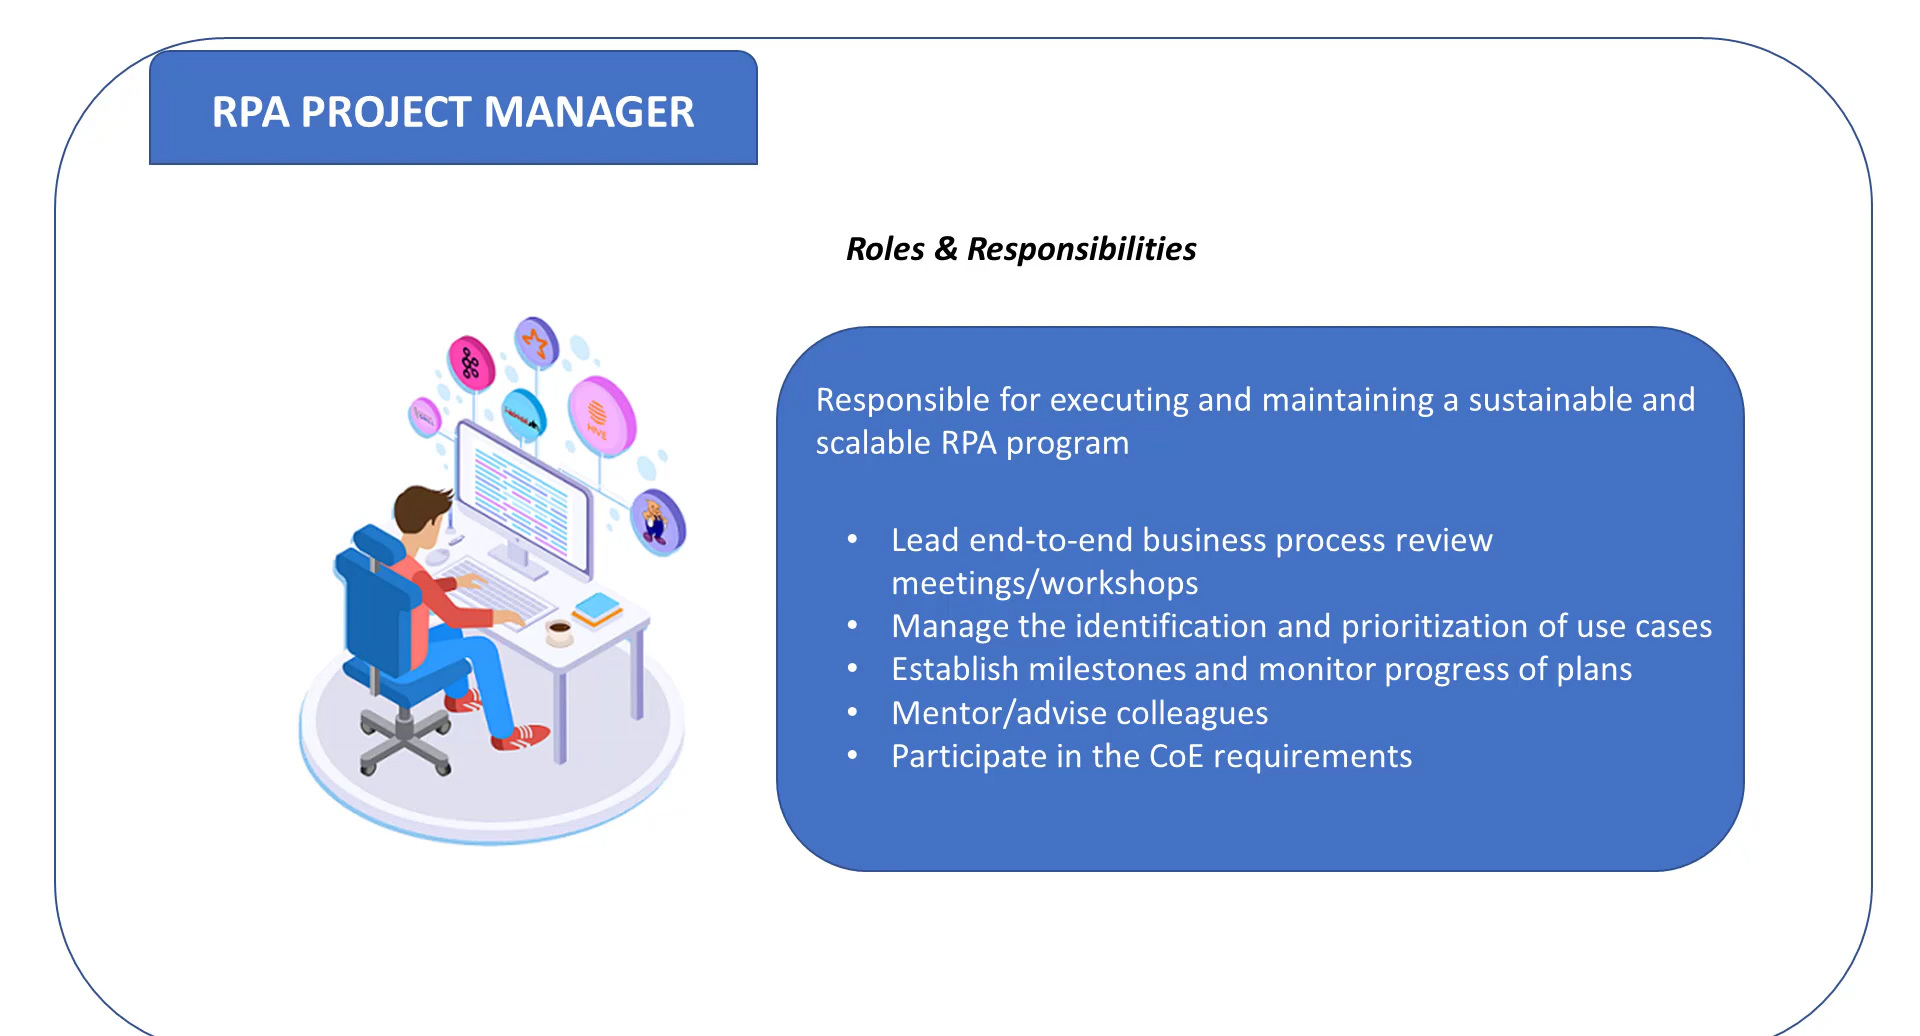 RPA PROJECT MANAGER
Roles & Responsibilities
HIVE
Responsible for executing and maintaining a sustainable and
scalable RPA program
• Lead end-to-end business process review
meetings/workshops
• Manage the identification and prioritization of use cases
• Establish milestones and monitor progress of plans
• Mentor/advise colleagues
• Participate in the CoE requirements